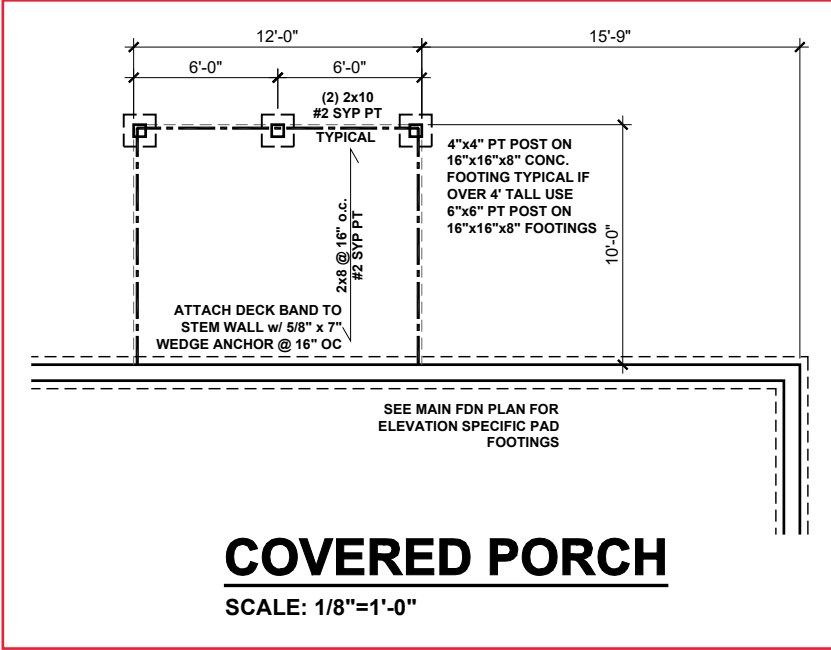 12'-0"
15'-9"
6'-0"
6'-0"
(2) 2x10
#2 SYP PT
TYPICAL
4"x4" PT POST ON
16"x16"x8" CONC.
FOOTING TYPICAL IF
OVER 4' TALL USE
6"x6" PT POST ON
16"x16"x8" FOOTINGS
2x8 @ 16" o.c.
#2 SYP PT
10'-0"
ATTACH DECK BAND TO
STEM WALL w/ 5/8" x 7"
WEDGE ANCHOR @ 16" OC
SEE MAIN FDN PLAN FOR
ELEVATION SPECIFIC PAD
FOOTINGS
COVERED PORCH
SCALE: 1/8"=1'-0"